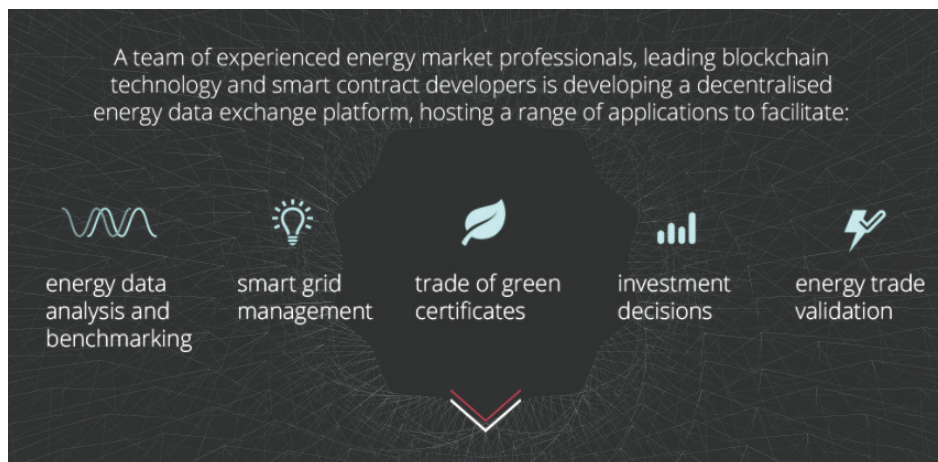 A team of experienced energy market professionals, leading blockchain
technology and smart contract developers is developing a decentralised
energy data exchange platform, hosting a range of applications to facilitate:
energy data
analysis and
benchmarking
smart grid
management
trade of green
certificates
investment
decisions
energy trade
validation